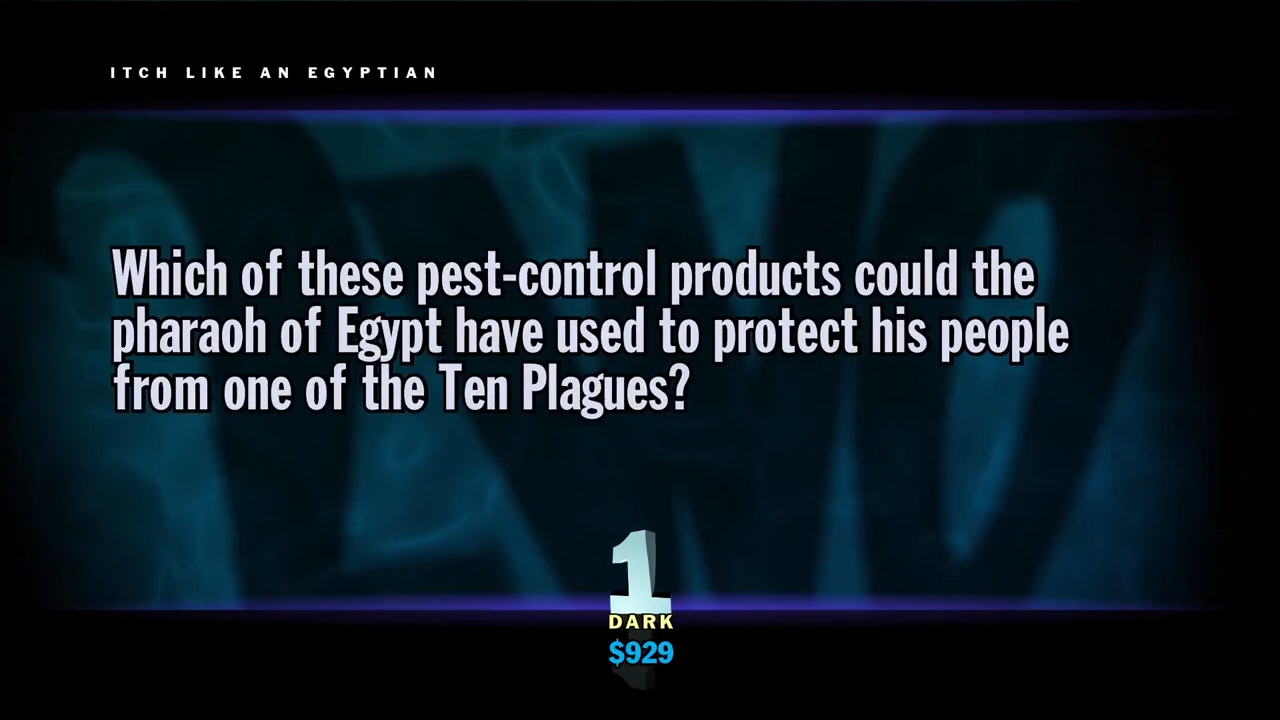 ITCH LIKE AN EGYPTIAN
Which of these pest-control products could the
pharaoh of Egypt have used to protect his people
from one of the Ten Plagues?
1
DARK
$929